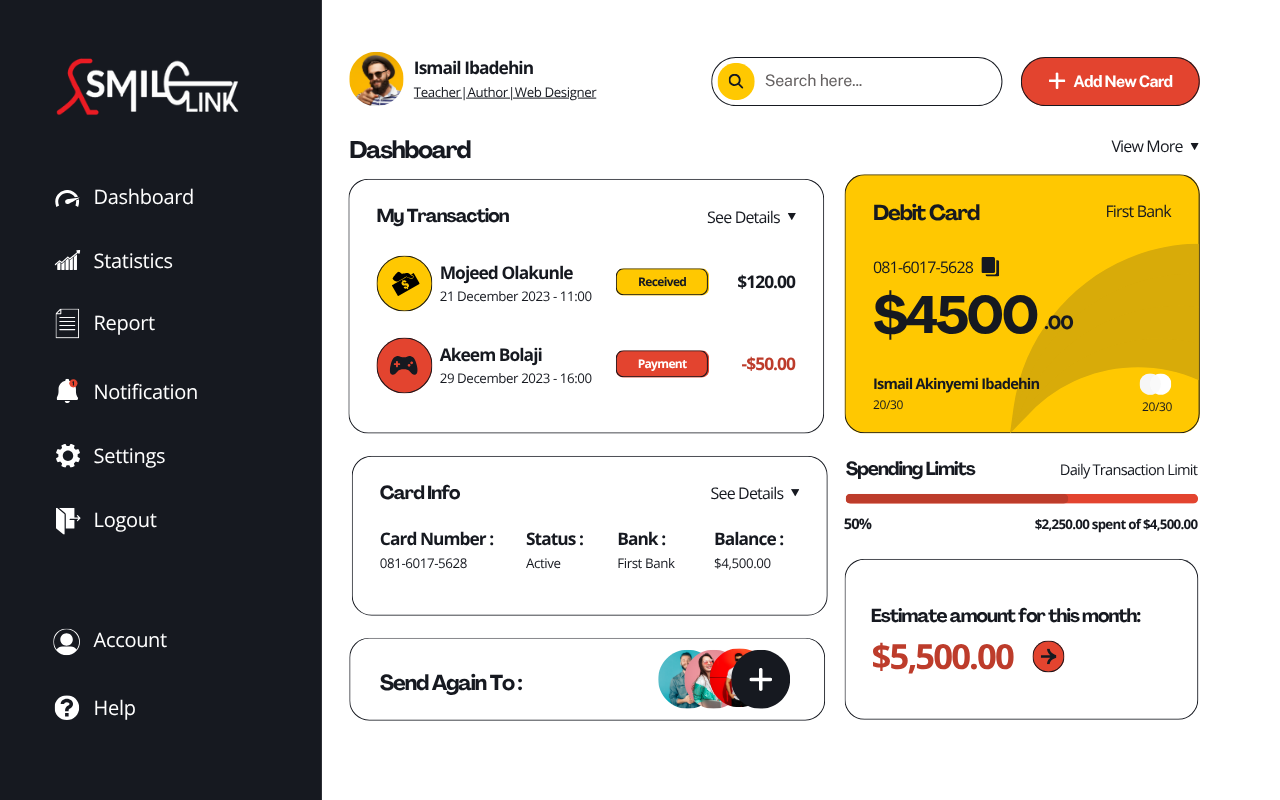 SMILE
LINK
Dashboard
Statistics
Report
Notification
Settings
Logout
Account
Help
Ismail Ibadehin
Teacher|Author|Web Designer
Search here...
Add New Card
Dashboard
View More
My Transaction
See Details
Mojeed Olakunle
21 December 2023 - 11:00
Received
$120.00
Akeem Bolaji
29 December 2023 - 16:00
Payment
-$50.00
Debit Card
First Bank
081-6017-5628
$4500 .00
Ismail Akinyemi Ibadehin
20/30
20/30
Card Info
See Details
Card Number : Status : Bank : Balance :
081-6017-5628 Active First Bank $4,500.00
Spending Limits
Daily Transaction Limit
50%
$2,250.00 spent of $4,500.00
Send Again To :
Estimate amount for this month:
$5,500.00